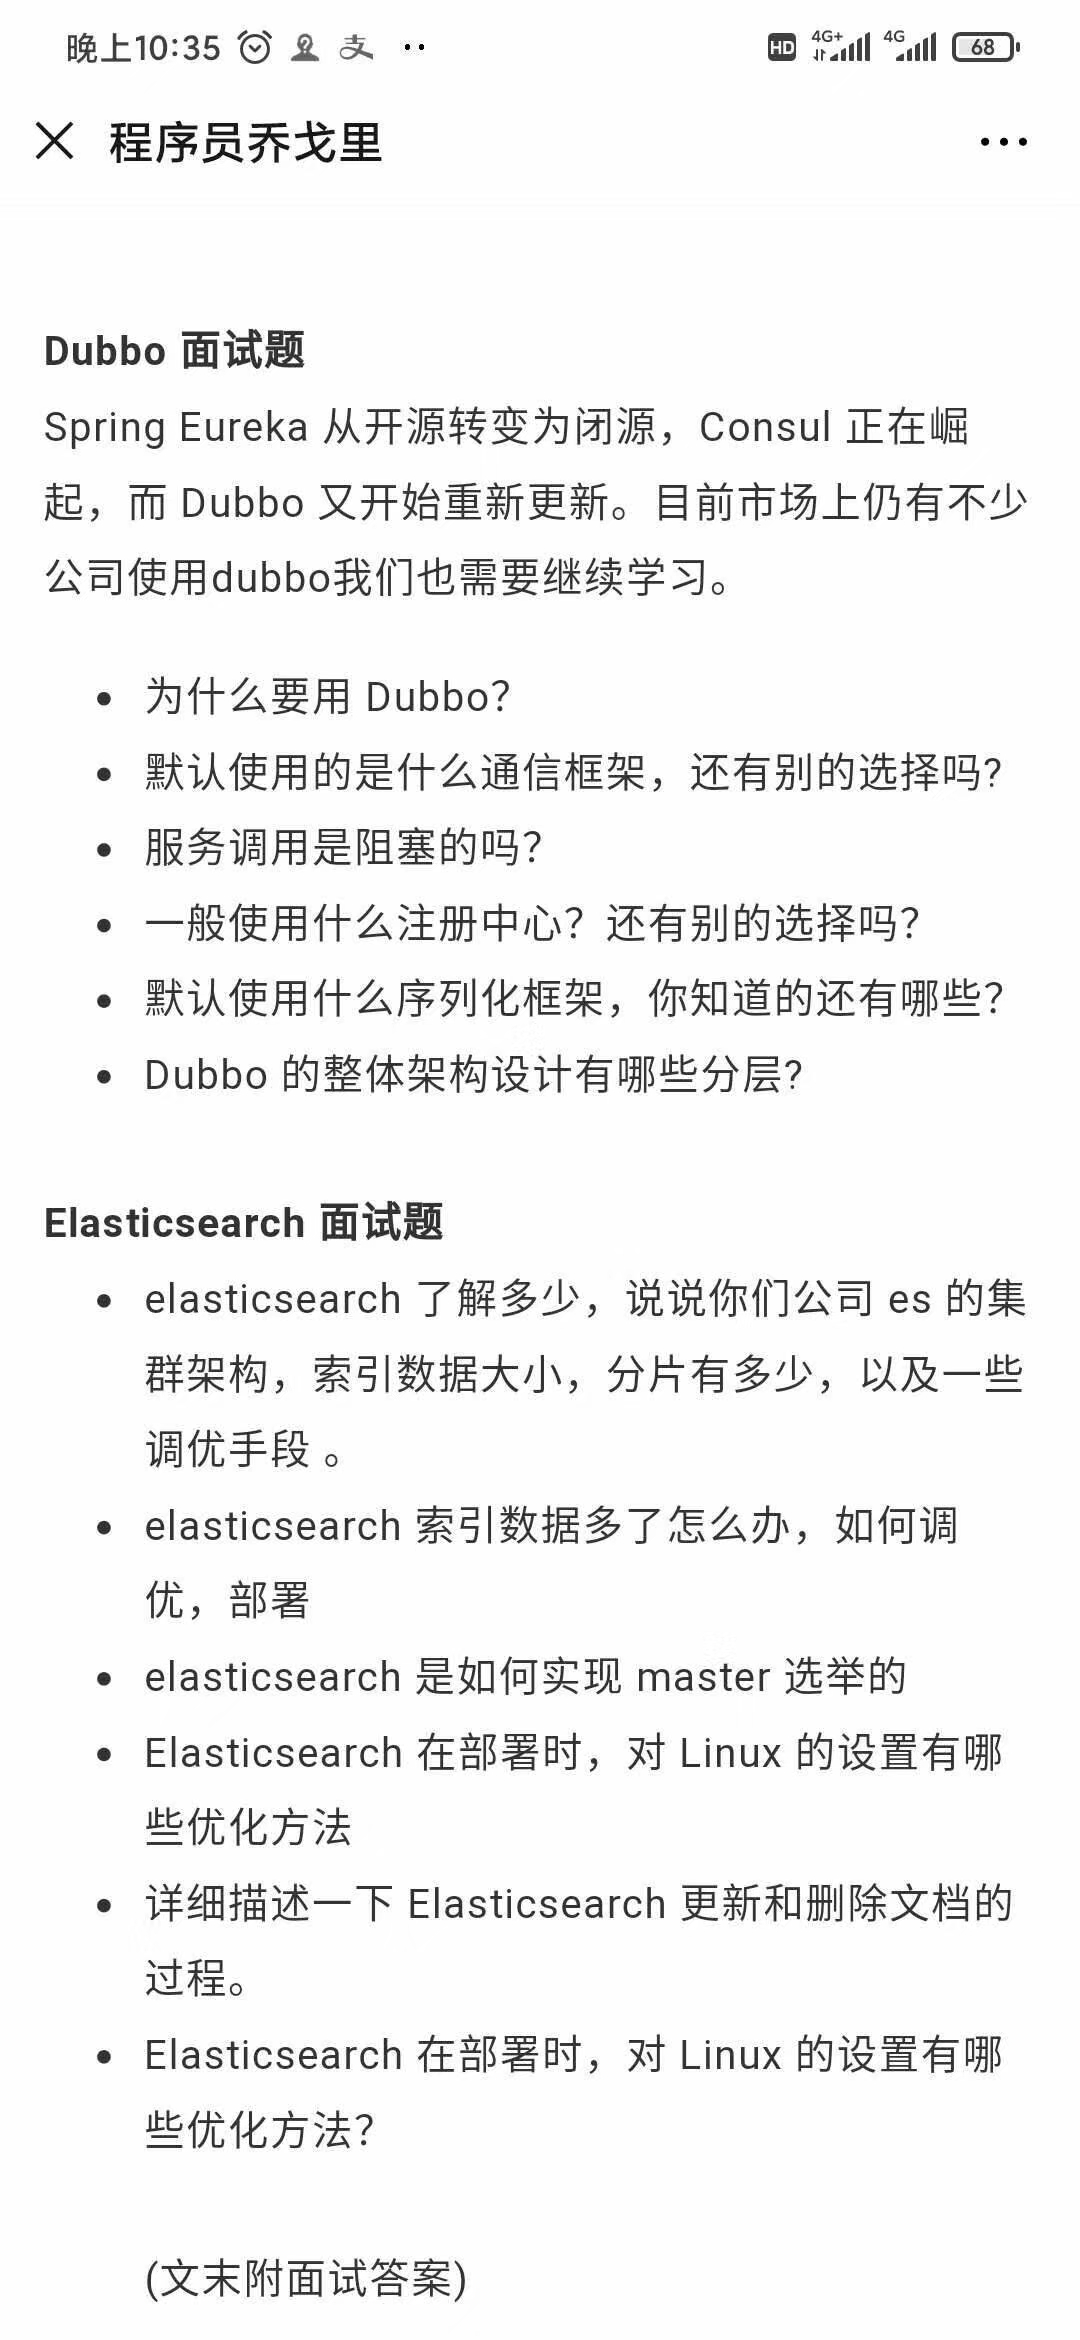 晚上10:35 支 ··
HD 4G+ 4G 68
程序员乔戈里
Dubbo 面试题
Spring Eureka 从开源转变为闭源，Consul 正在崛
起，而 Dubbo 又开始重新更新。目前市场上仍有不少
公司使用dubbo我们也需要继续学习。
• 为什么要用 Dubbo？
• 默认使用的是什么通信框架，还有别的选择吗?
• 服务调用是阻塞的吗？
• 一般使用什么注册中心？还有别的选择吗？
• 默认使用什么序列化框架，你知道的还有哪些？
• Dubbo 的整体架构设计有哪些分层?
Elasticsearch 面试题
• elasticsearch 了解多少，说说你们公司 es 的集
群架构，索引数据大小，分片有多少，以及一些
调优手段 。
• elasticsearch 索引数据多了怎么办，如何调
优，部署
• elasticsearch 是如何实现 master 选举的
• Elasticsearch 在部署时，对 Linux 的设置有哪
些优化方法
• 详细描述一下 Elasticsearch 更新和删除文档的
过程。
• Elasticsearch 在部署时，对 Linux 的设置有哪
些优化方法？
(文末附面试答案)